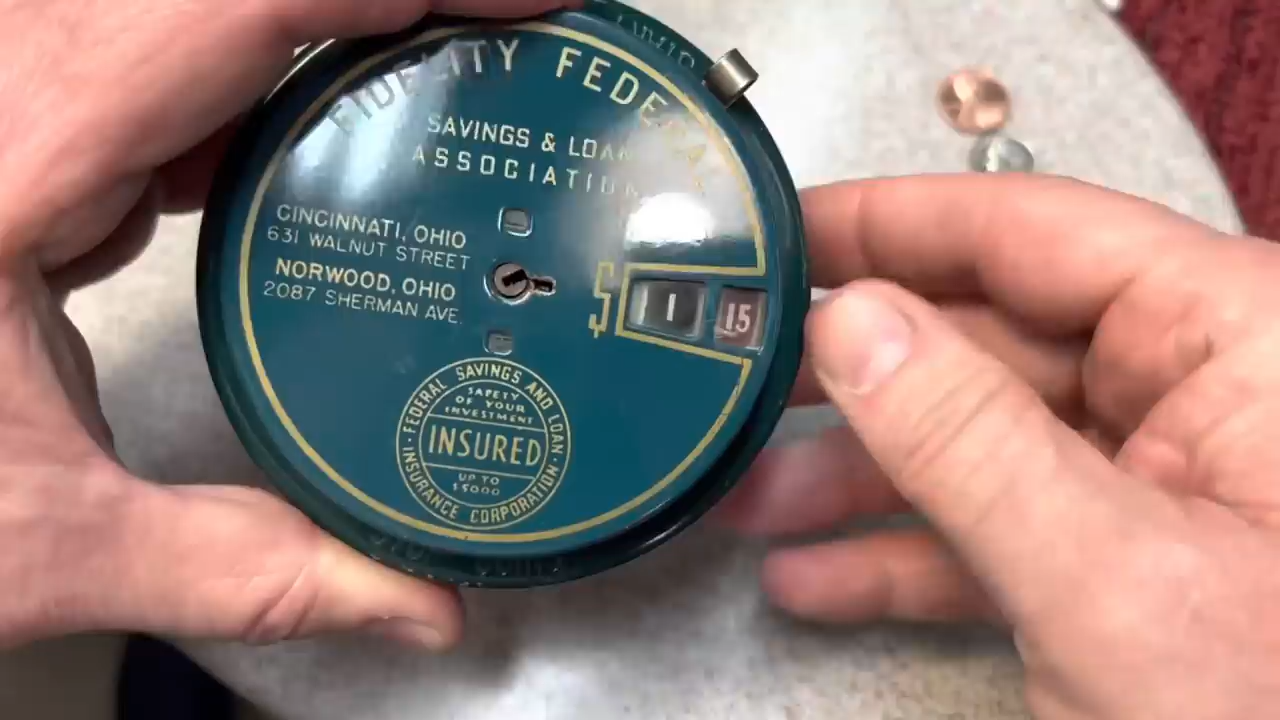 FIDELITY FEDERAL
SAVINGS & LOAN
ASSOCIATION
CINCINNATI, OHIO
631 WALNUT STREET
NORWOOD, OHIO
2087 SHERMAN AVE.
$ 1 15
FEDERAL SAVINGS AND LOAN
INSURANCE CORPORATION
SAFETY
OF YOUR
INVESTMENT
INSURED
UP TO
$5000